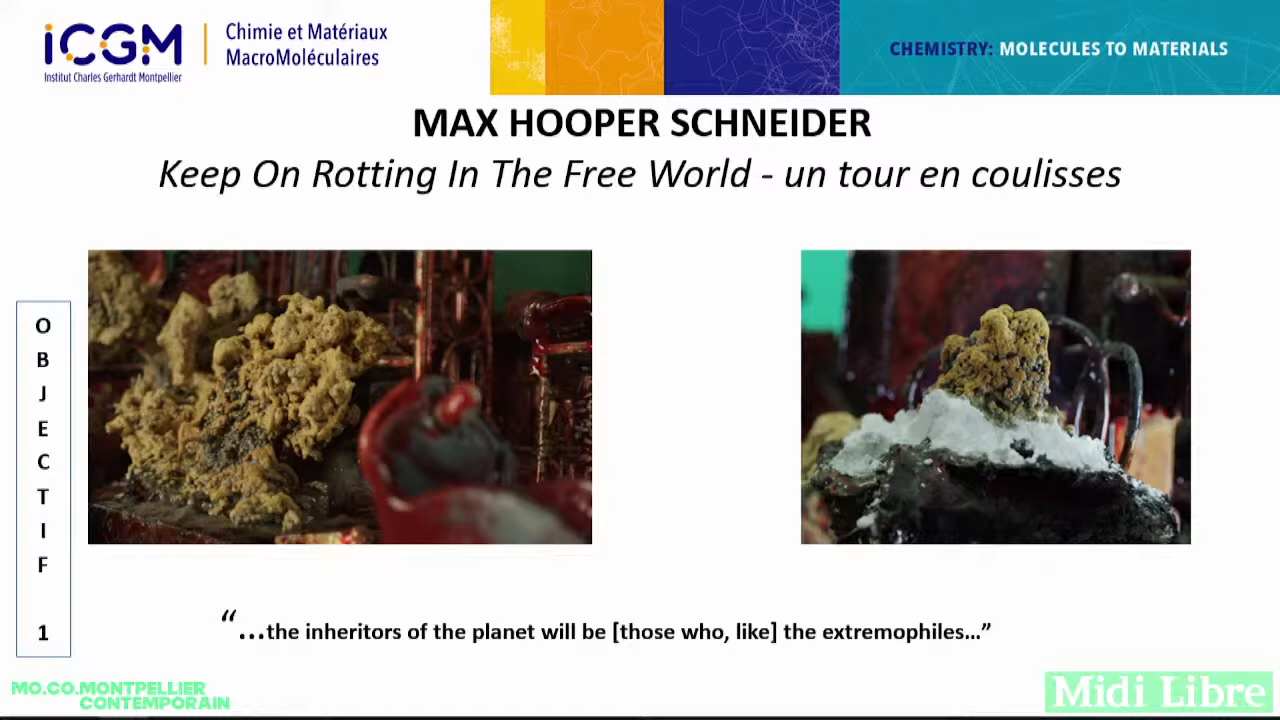 iCGM
Institut Charles Gerhardt Montpellier
Chimie et Matériaux
MacroMoléculaires
CHEMISTRY: MOLECULES TO MATERIALS
MAX HOOPER SCHNEIDER
Keep On Rotting In The Free World - un tour en coulisses
O
B
J
E
C
T
I
F
1
“…the inheritors of the planet will be [those who, like] the extremophiles…”
MO.CO.MONTPELLIER
CONTEMPORAIN
Midi Libre